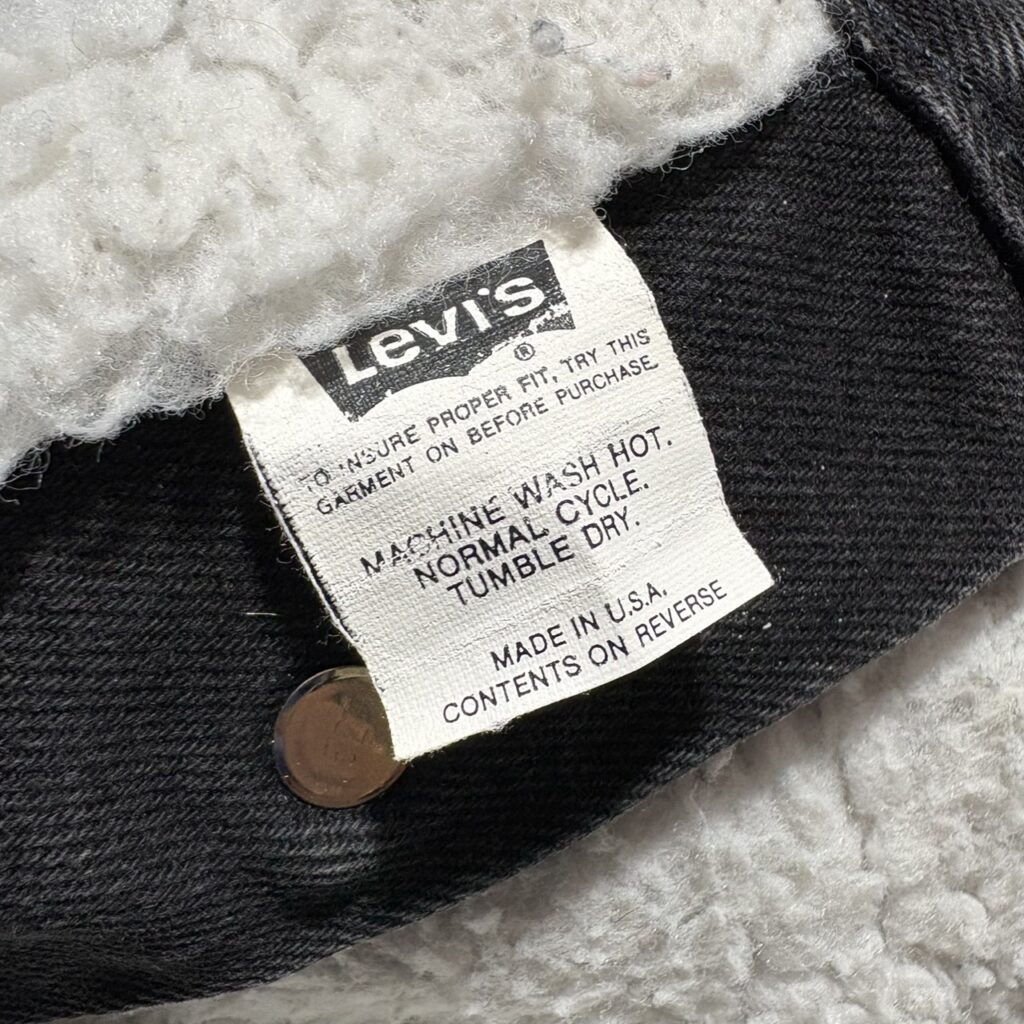 Levi's
®
TO INSURE PROPER FIT, TRY THIS
GARMENT ON BEFORE PURCHASE.
MACHINE WASH HOT.
NORMAL CYCLE.
TUMBLE DRY.
MADE IN U.S.A.
CONTENTS ON REVERSE